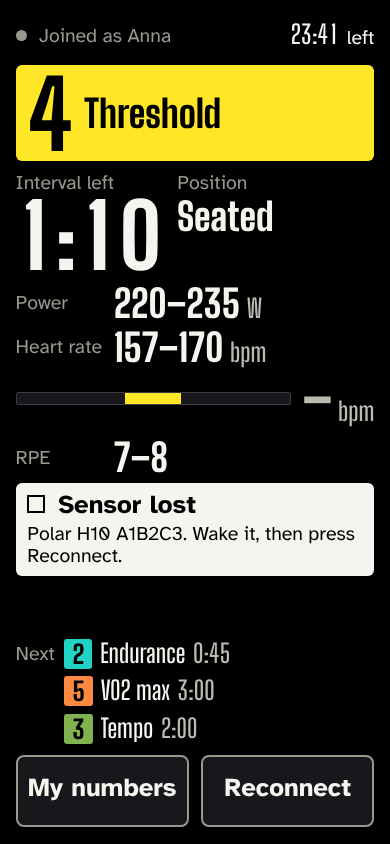 Joined as Anna 23:41 left
4 Threshold
Interval left Position
1:10 Seated
Power 220–235 W
Heart rate 157–170 bpm
— bpm
RPE 7–8
Sensor lost
Polar H10 A1B2C3. Wake it, then press
Reconnect.
Next 2 Endurance 0:45
5 VO2 max 3:00
3 Tempo 2:00
My numbers Reconnect